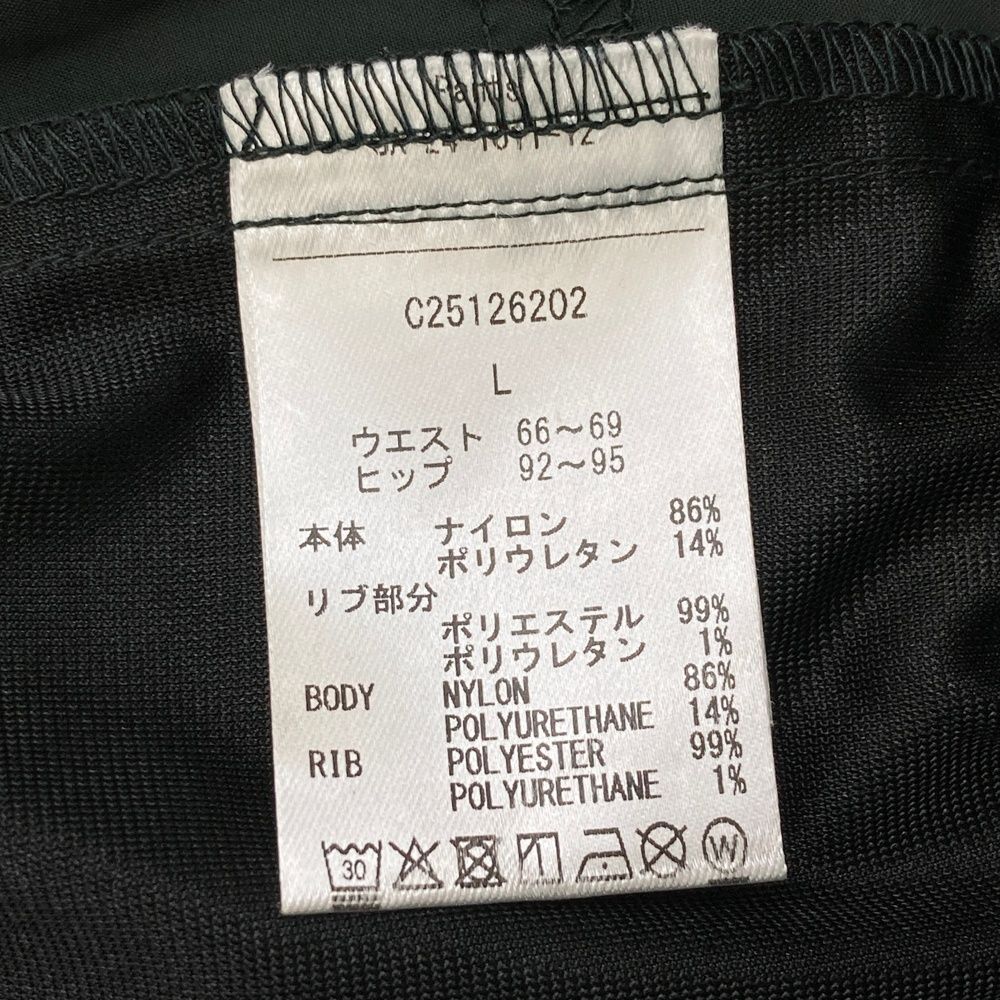 Pants
C25126202
L
ウエスト 66～69
ヒップ 92～95
本体 ナイロン 86%
ポリウレタン 14%
リブ部分
ポリエステル 99%
ポリウレタン 1%
BODY NYLON 86%
POLYURETHANE 14%
RIB POLYESTER 99%
POLYURETHANE 1%
30 W